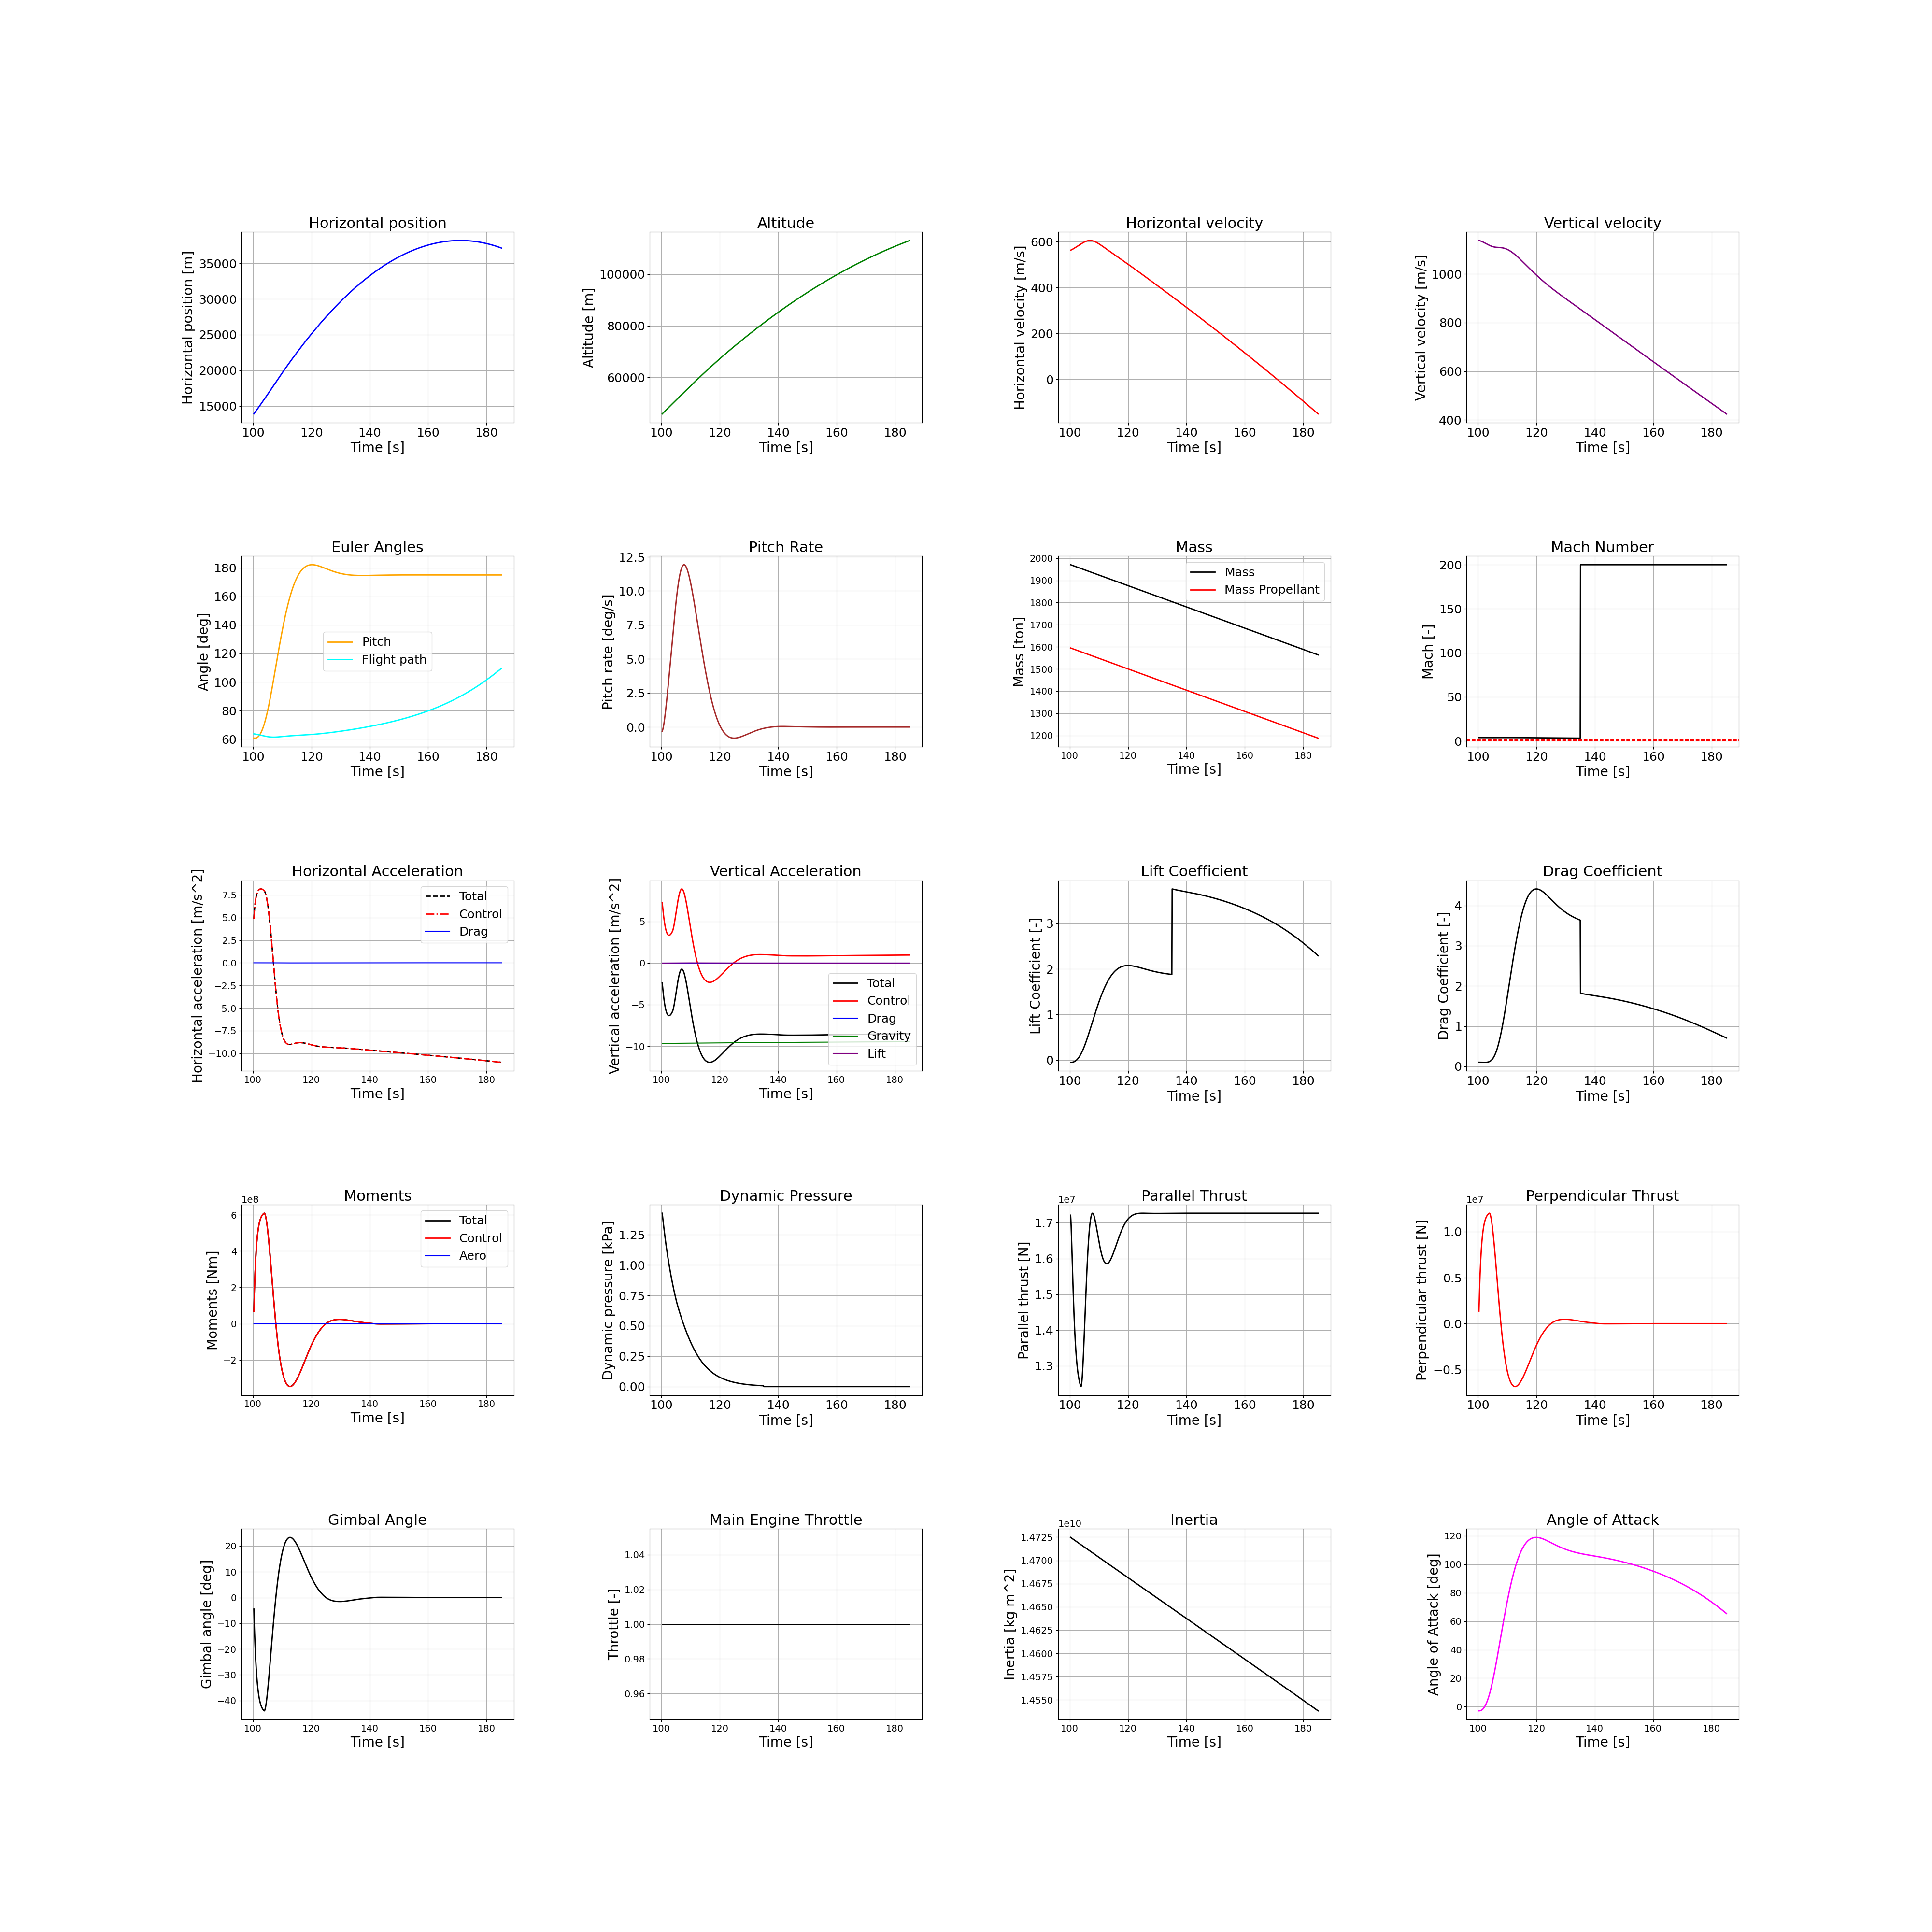 Horizontal position Altitude Horizontal velocity Vertical velocity
Horizontal position [m] 35000 30000 25000 20000 15000 100 120 140 160 180 Time [s]
Altitude [m] 100000 80000 60000 100 120 140 160 180 Time [s]
Horizontal velocity [m/s] 600 400 200 0 100 120 140 160 180 Time [s]
Vertical velocity [m/s] 1000 800 600 400 100 120 140 160 180 Time [s]
Euler Angles Pitch Rate Mass Mach Number
Angle [deg] 180 160 140 120 100 80 60 Pitch Flight path 100 120 140 160 180 Time [s]
Pitch rate [deg/s] 12.5 10.0 7.5 5.0 2.5 0.0 100 120 140 160 180 Time [s]
Mass [ton] 2000 1900 1800 1700 1600 1500 1400 1300 1200 Mass Mass Propellant 100 120 140 160 180 Time [s]
Mach [-] 200 150 100 50 0 100 120 140 160 180 Time [s]
Horizontal Acceleration Vertical Acceleration Lift Coefficient Drag Coefficient
Horizontal acceleration [m/s^2] 7.5 5.0 2.5 0.0 −2.5 −5.0 −7.5 −10.0 Total Control Drag 100 120 140 160 180 Time [s]
Vertical acceleration [m/s^2] 5 0 −5 −10 Total Control Drag Gravity Lift 100 120 140 160 180 Time [s]
Lift Coefficient [-] 3 2 1 0 100 120 140 160 180 Time [s]
Drag Coefficient [-] 4 3 2 1 0 100 120 140 160 180 Time [s]
Moments Dynamic Pressure Parallel Thrust Perpendicular Thrust
Moments [Nm] 1e8 6 4 2 0 −2 Total Control Aero 100 120 140 160 180 Time [s]
Dynamic pressure [kPa] 1.25 1.00 0.75 0.50 0.25 0.00 100 120 140 160 180 Time [s]
Parallel thrust [N] 1e7 1.7 1.6 1.5 1.4 1.3 100 120 140 160 180 Time [s]
Perpendicular thrust [N] 1e7 1.0 0.5 0.0 −0.5 100 120 140 160 180 Time [s]
Gimbal Angle Main Engine Throttle Inertia Angle of Attack
Gimbal angle [deg] 20 10 0 −10 −20 −30 −40 100 120 140 160 180 Time [s]
Throttle [-] 1.04 1.02 1.00 0.98 0.96 100 120 140 160 180 Time [s]
Inertia [kg m^2] 1e10 1.4725 1.4700 1.4675 1.4650 1.4625 1.4600 1.4575 1.4550 100 120 140 160 180 Time [s]
Angle of Attack [deg] 120 100 80 60 40 20 0 100 120 140 160 180 Time [s]